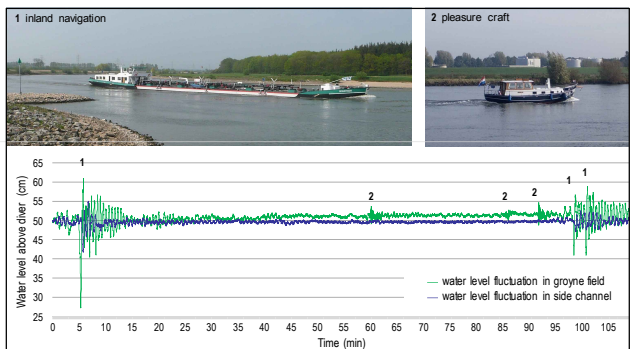 1 inland navigation
2 pleasure craft
Water level above diver (cm)
65
60
55
50
45
40
35
30
25
1
2
2
2
1
1
water level fluctuation in groyne field
water level fluctuation in side channel
0 5 10 15 20 25 30 35 40 45 50 55 60 65 70 75 80 85 90 95 100 105
Time (min)